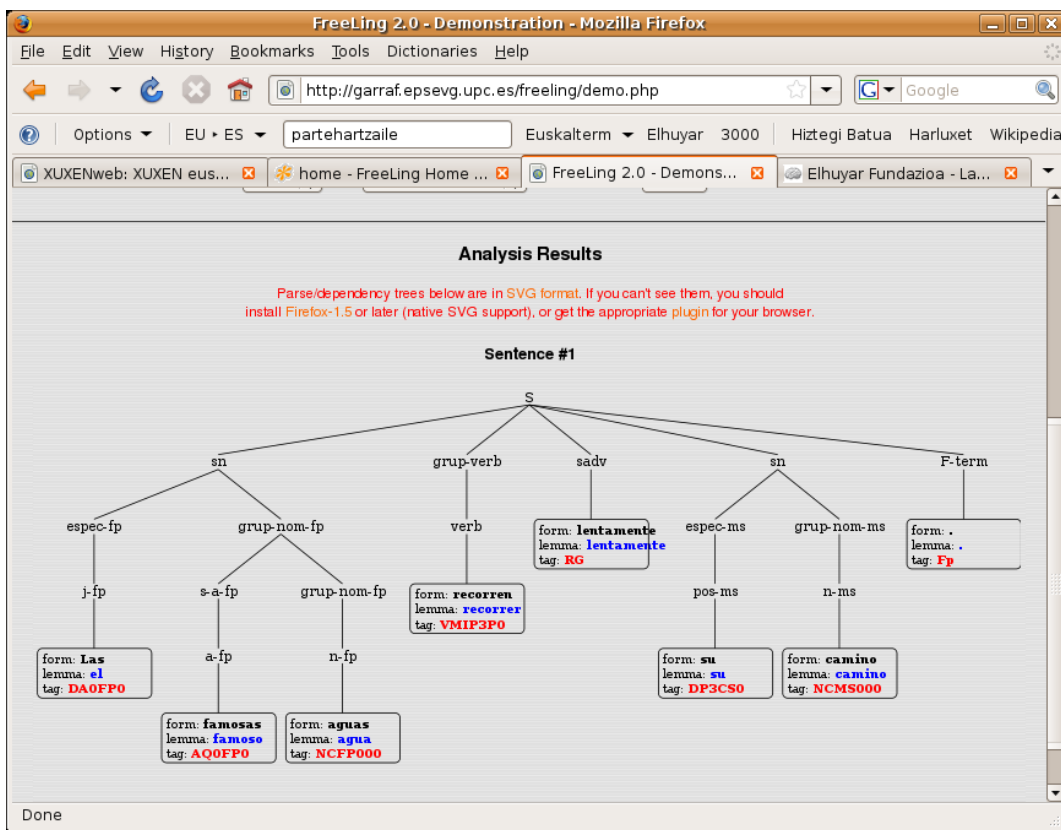 FreeLing 2.0 - Demonstration - Mozilla Firefox
File Edit View History Bookmarks Tools Dictionaries Help
http://garraf.epsevg.upc.es/freeling/demo.php G Google
Options EU ▸ ES partehartzaile Euskalterm Elhuyar 3000 Hiztegi Batua Harluxet Wikipedia
XUXENweb: XUXEN eus... home - FreeLing Home ... FreeLing 2.0 - Demons... Elhuyar Fundazioa - La...
Analysis Results
Parse/dependency trees below are in SVG format. If you can't see them, you should
install Firefox-1.5 or later (native SVG support), or get the appropriate plugin for your browser.
Sentence #1
S
sn grup-verb sadv sn F-term
espec-fp grup-nom-fp verb espec-ms grup-nom-ms
form: lentamente
lemma: lentamente
tag: RG
form: .
lemma: .
tag: Fp
j-fp s-a-fp grup-nom-fp pos-ms n-ms
form: recorren
lemma: recorrer
tag: VMIP3P0
a-fp n-fp
form: Las
lemma: el
tag: DA0FP0
form: su
lemma: su
tag: DP3CS0
form: camino
lemma: camino
tag: NCMS000
form: famosas
lemma: famoso
tag: AQ0FP0
form: aguas
lemma: agua
tag: NCFP000
Done